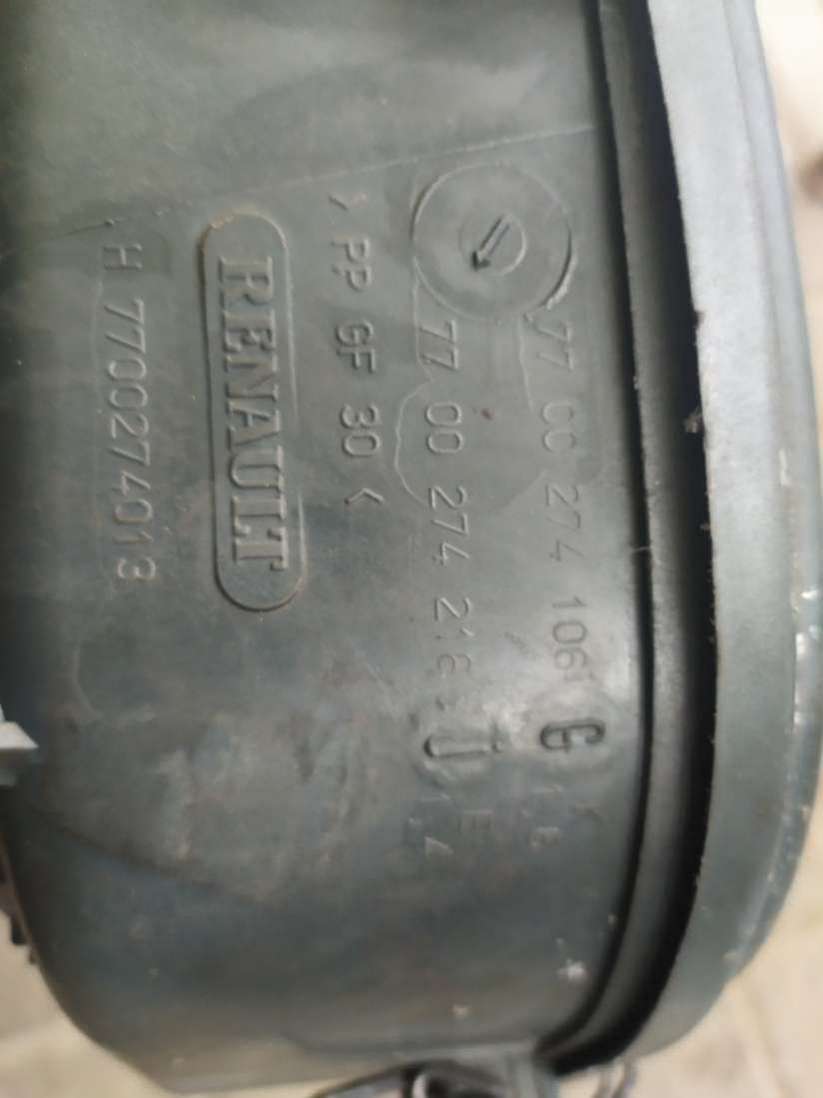 77 00 274 106 G
77 00 274 216 J
> PP GF 30 <
RENAULT
H 7700274013